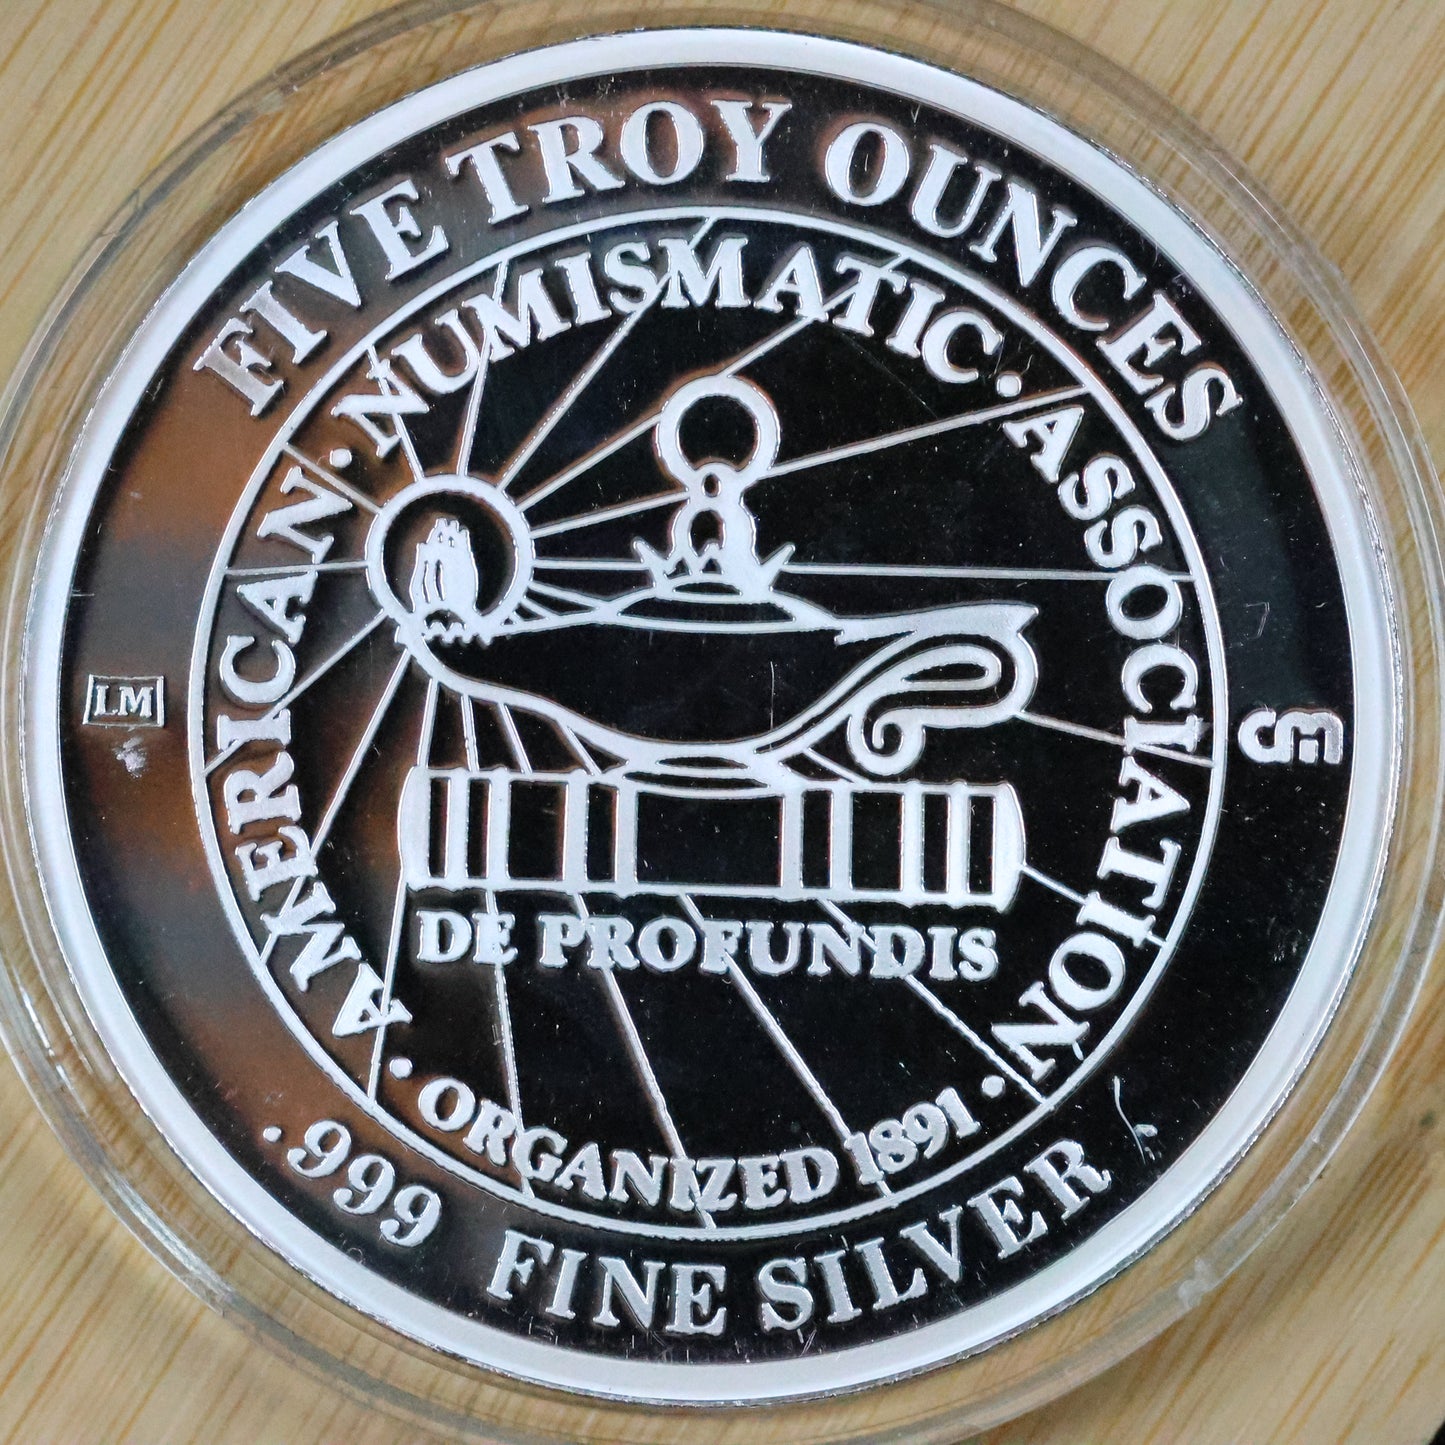 FIVE TROY OUNCES
AMERICAN · NUMISMATIC · ASSOCIATION
LM
DE PROFUNDIS
· ORGANIZED 1891 ·
.999 FINE SILVER